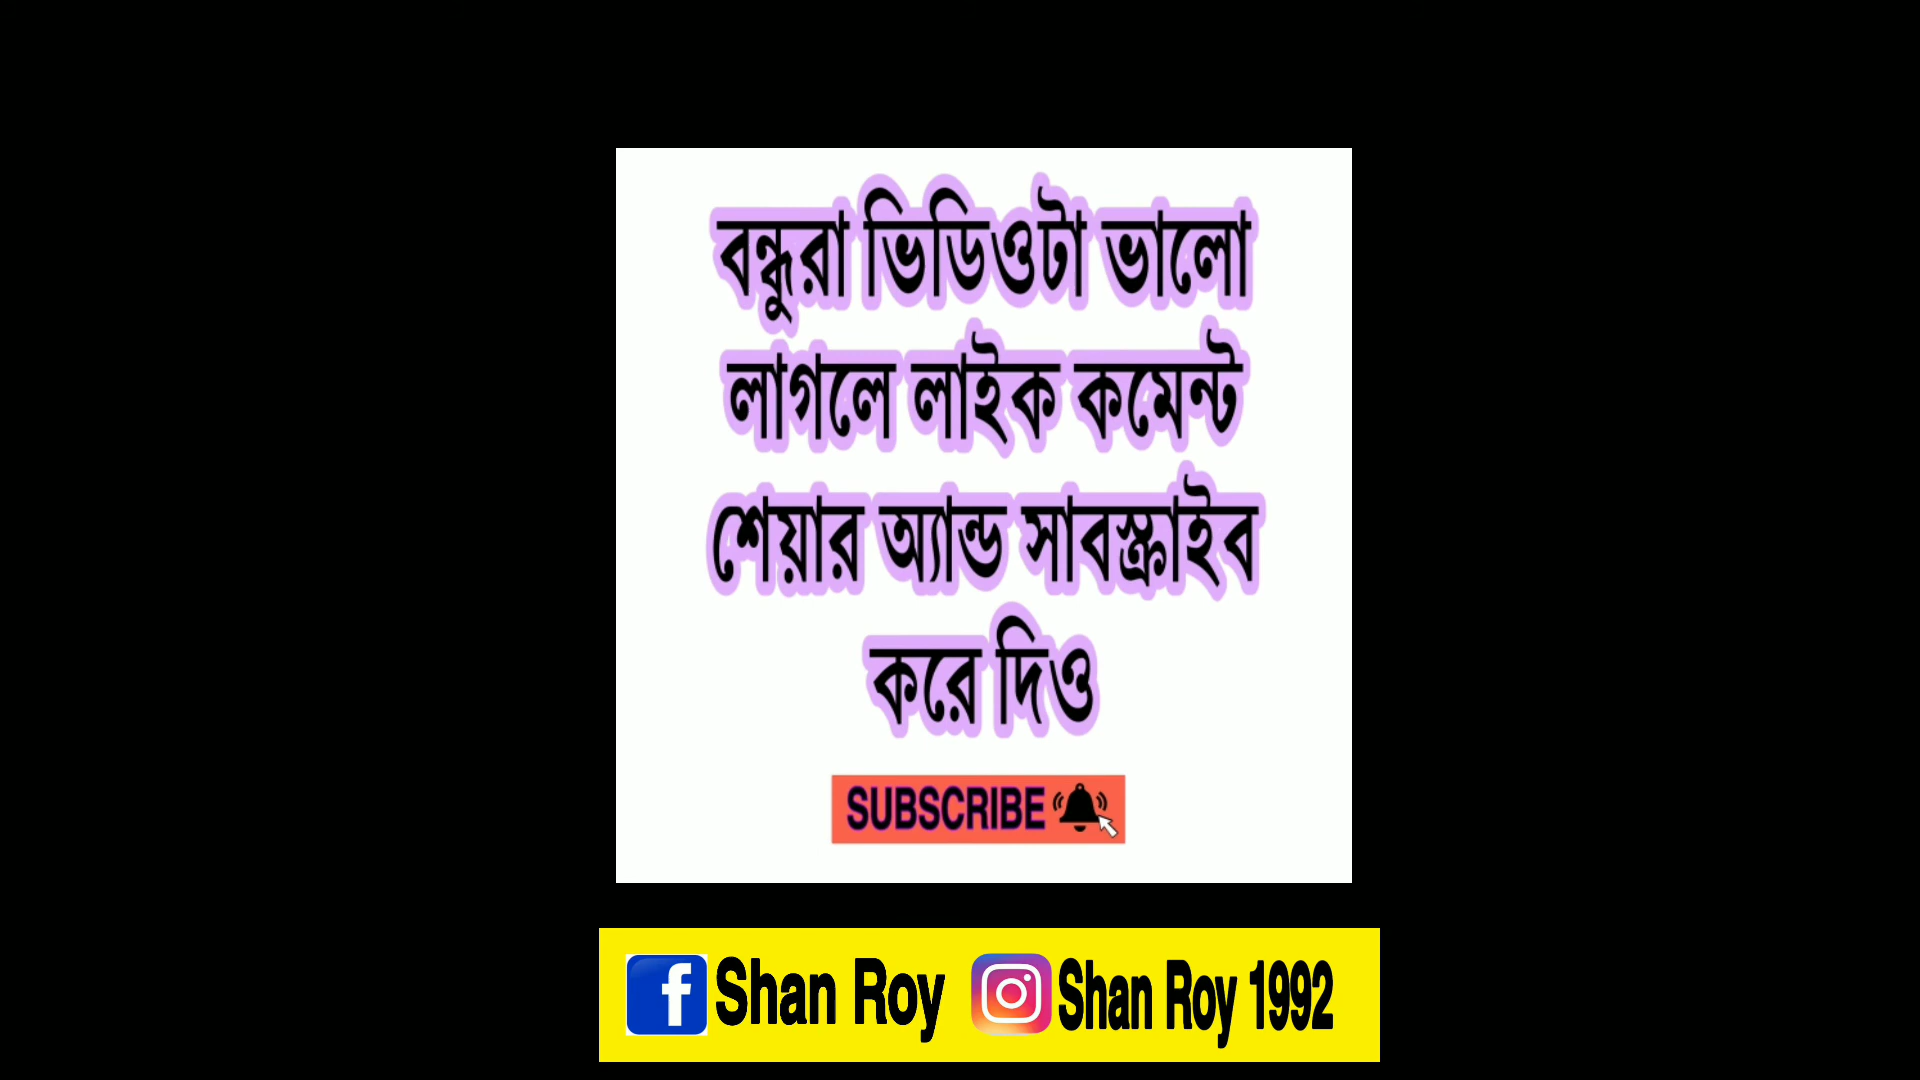 বন্ধুরা ভিডিওটা ভালো
লাগলে লাইক কমেন্ট
শেয়ার অ্যান্ড সাবস্ক্রাইব
করে দিও
SUBSCRIBE
Shan Roy Shan Roy 1992